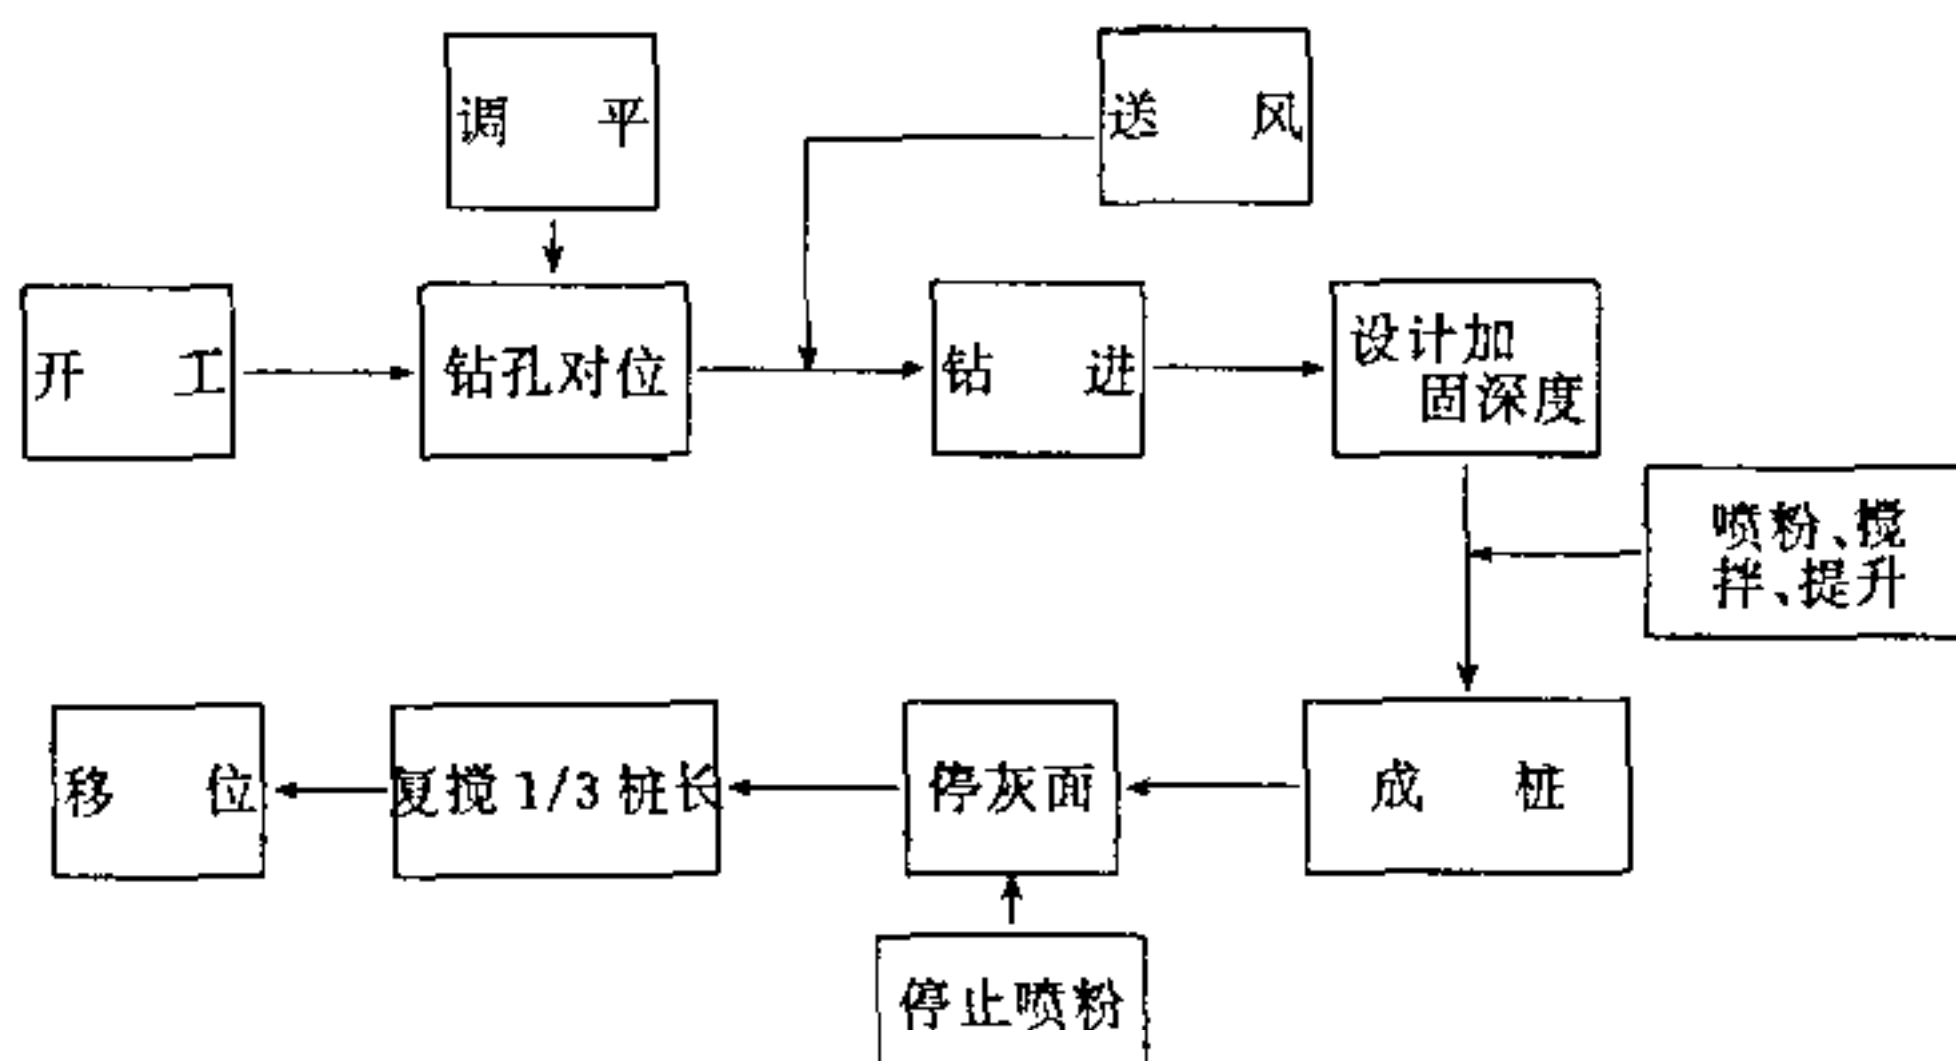 调 平
送 风
开 工
钻孔对位
钻 进
设计加
固深度
喷粉、搅
拌、提升
移 位
复搅 1/3 桩长
停灰面
成 桩
停止喷粉